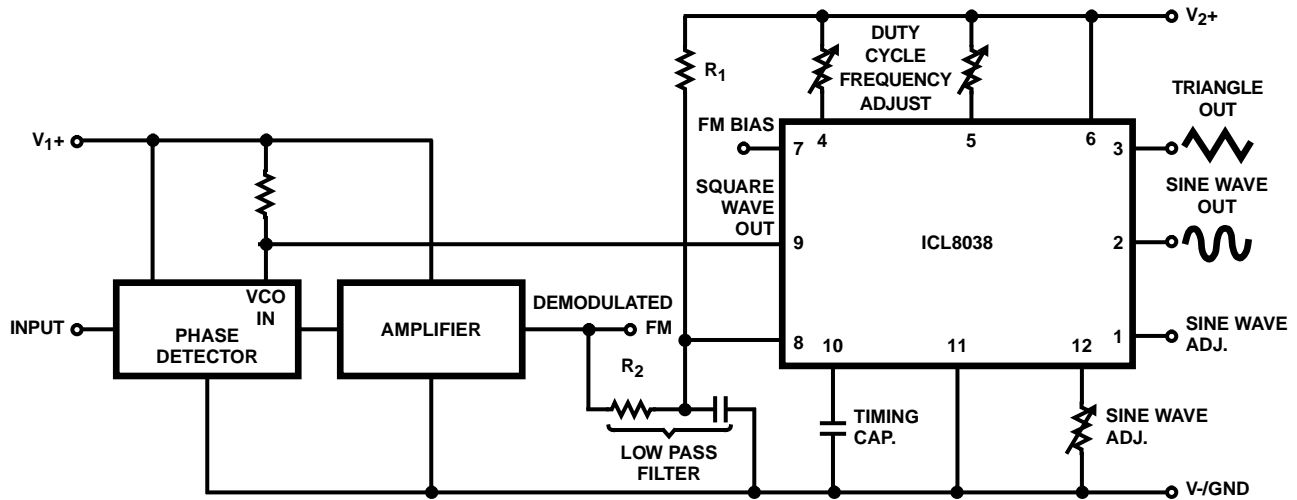 V2+
DUTY
CYCLE
FREQUENCY
ADJUST
R1
V1+
FM BIAS
7
4
5
6
3
TRIANGLE
OUT
SQUARE
WAVE
OUT
9
ICL8038
2
SINE WAVE
OUT
INPUT
PHASE
DETECTOR
VCO
IN
AMPLIFIER
DEMODULATED
FM
8
10
11
12
1
SINE WAVE
ADJ.
R2
LOW PASS
FILTER
TIMING
CAP.
SINE WAVE
ADJ.
V-/GND